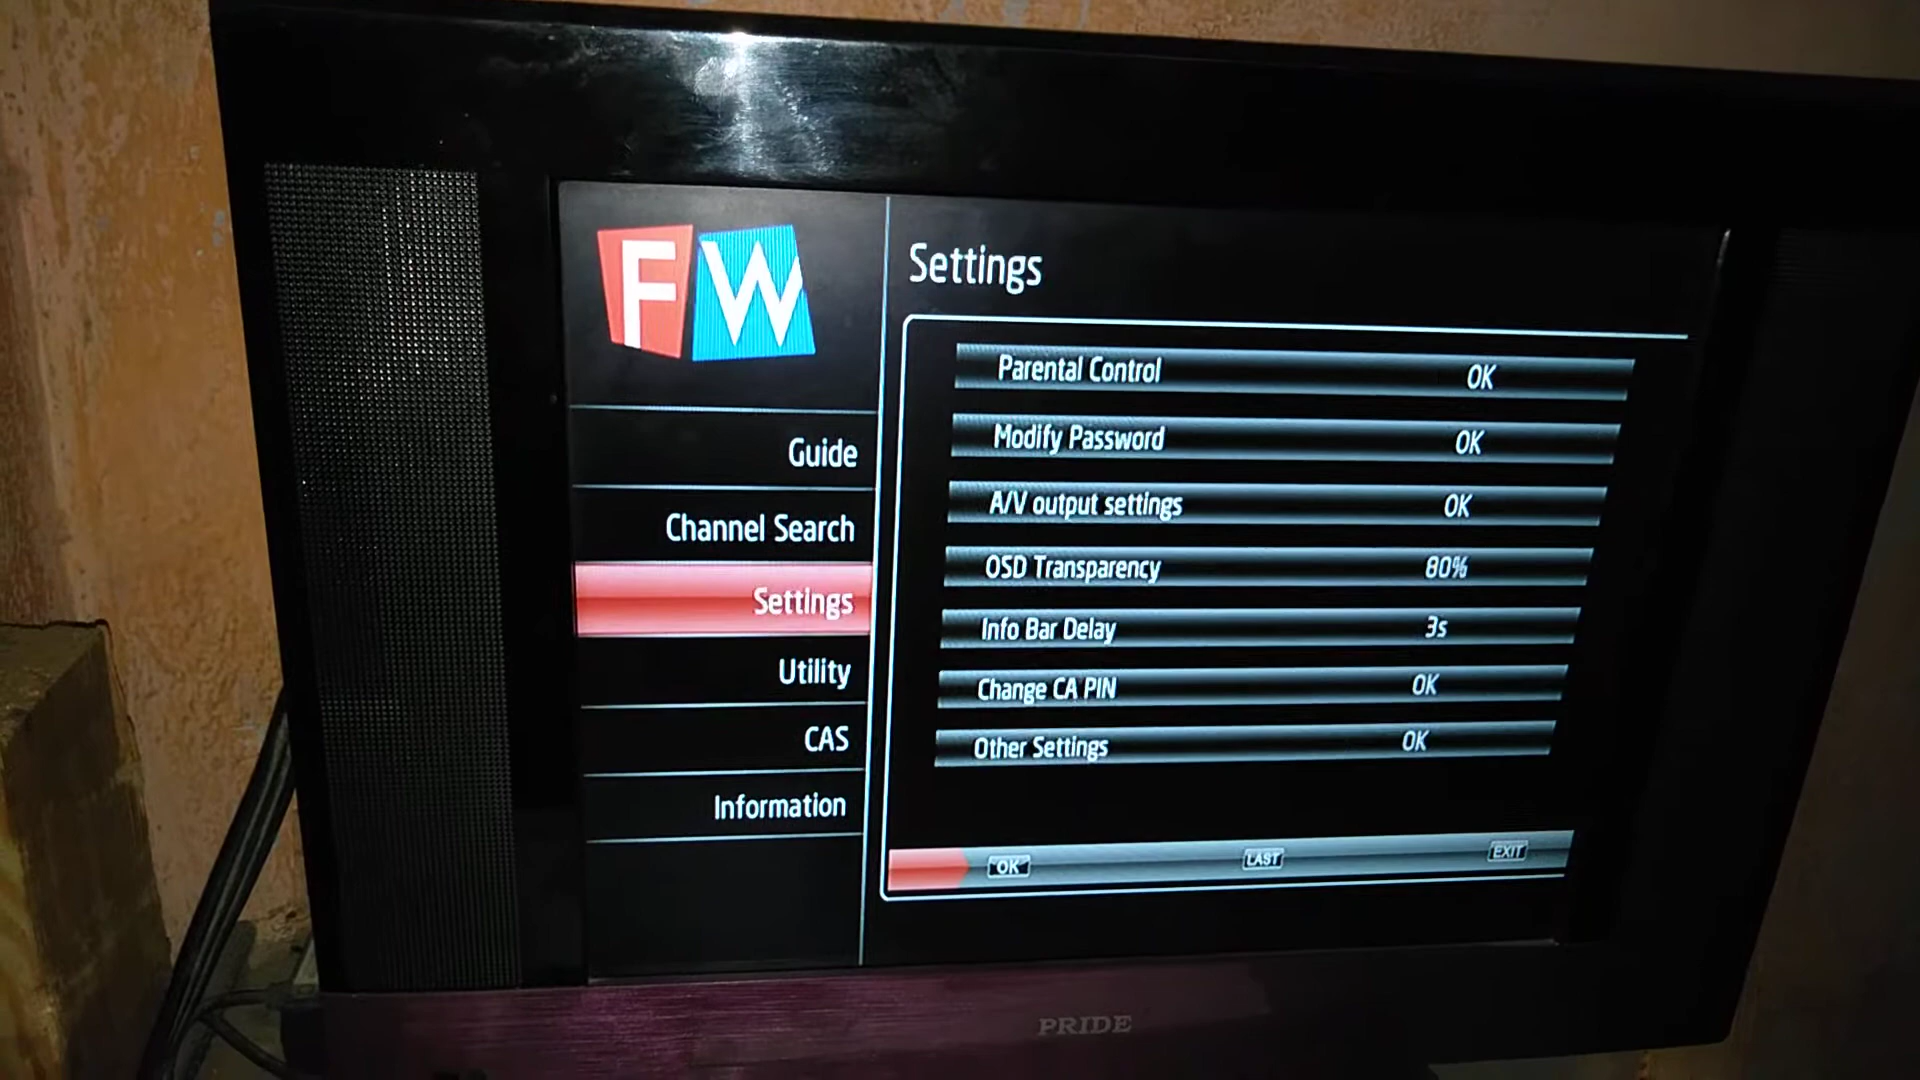 FW
Guide
Channel Search
Settings
Utility
CAS
Information
Settings
Parental Control OK
Modify Password OK
A/V output settings OK
OSD Transparency 80%
Info Bar Delay 3s
Change CA PIN OK
Other Settings OK
OK LAST EXIT
PRIDE